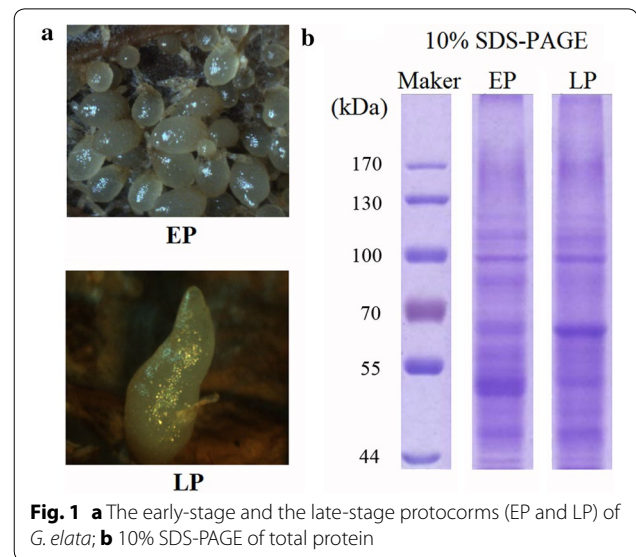 a
EP
LP
b
10% SDS-PAGE
Maker EP LP
(kDa)
170
130
100
70
55
44
Fig. 1 a The early-stage and the late-stage protocorms (EP and LP) of
G. elata; b 10% SDS-PAGE of total protein